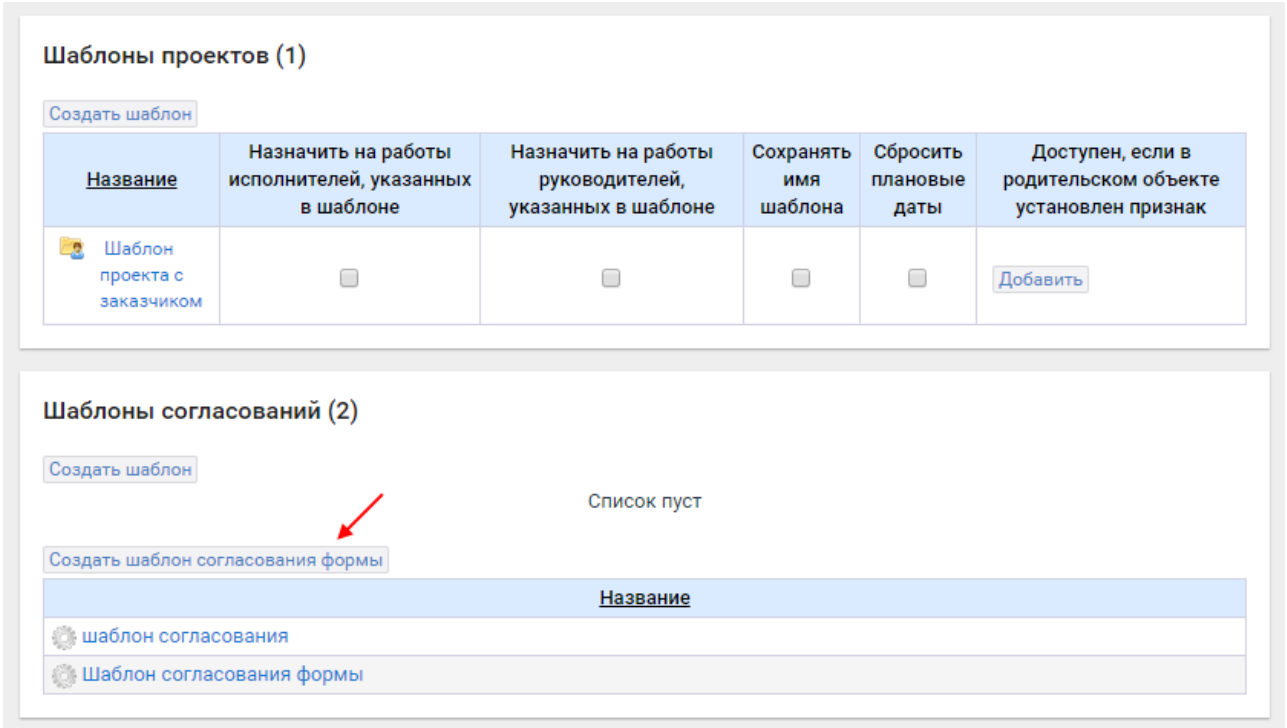 Шаблоны проектов (1)
Создать шаблон
Название
Назначить на работы
исполнителей, указанных
в шаблоне
Назначить на работы
руководителей,
указанных в шаблоне
Сохранять
имя
шаблона
Сбросить
плановые
даты
Доступен, если в
родительском объекте
установлен признак
Шаблон
проекта с
заказчиком
Добавить
Шаблоны согласований (2)
Создать шаблон
Список пуст
Создать шаблон согласования формы
Название
шаблон согласования
Шаблон согласования формы